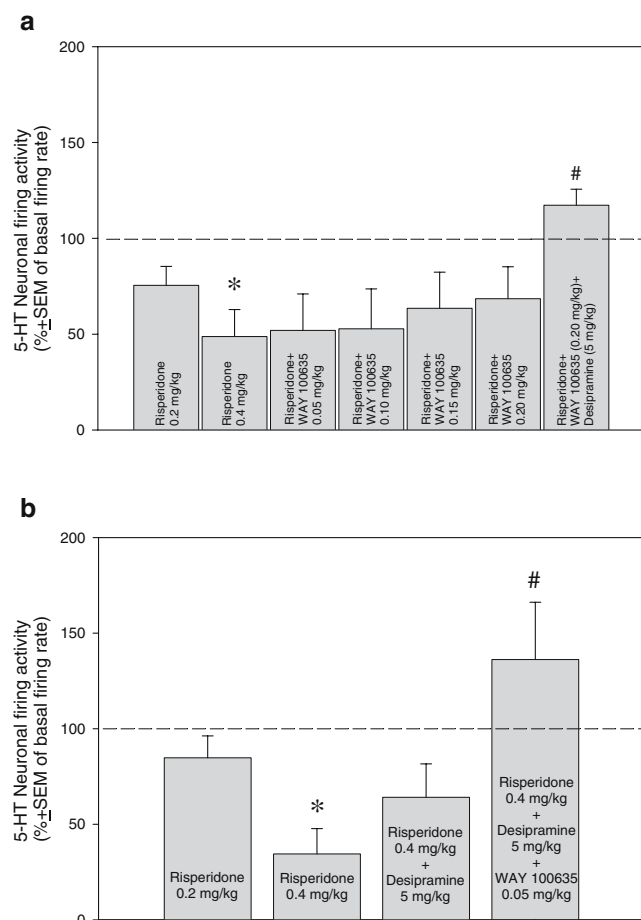 a
200
150
100
50
0
5-HT Neuronal firing activity
(%±SEM of basal firing rate)
Risperidone
0.2 mg/kg
*
Risperidone
0.4 mg/kg
Risperidone+
WAY 100635
0.05 mg/kg
Risperidone+
WAY 100635
0.10 mg/kg
Risperidone+
WAY 100635
0.15 mg/kg
Risperidone+
WAY 100635
0.20 mg/kg
#
Risperidone+
WAY 100635 (0.20 mg/kg)+
Desipramine (5 mg/kg)
b
200
150
100
50
0
5-HT Neuronal firing activity
(%±SEM of basal firing rate)
Risperidone
0.2 mg/kg
*
Risperidone
0.4 mg/kg
Risperidone
0.4 mg/kg
+
Desipramine
5 mg/kg
#
Risperidone
0.4 mg/kg
+
Desipramine
5 mg/kg
+
WAY 100635
0.05 mg/kg